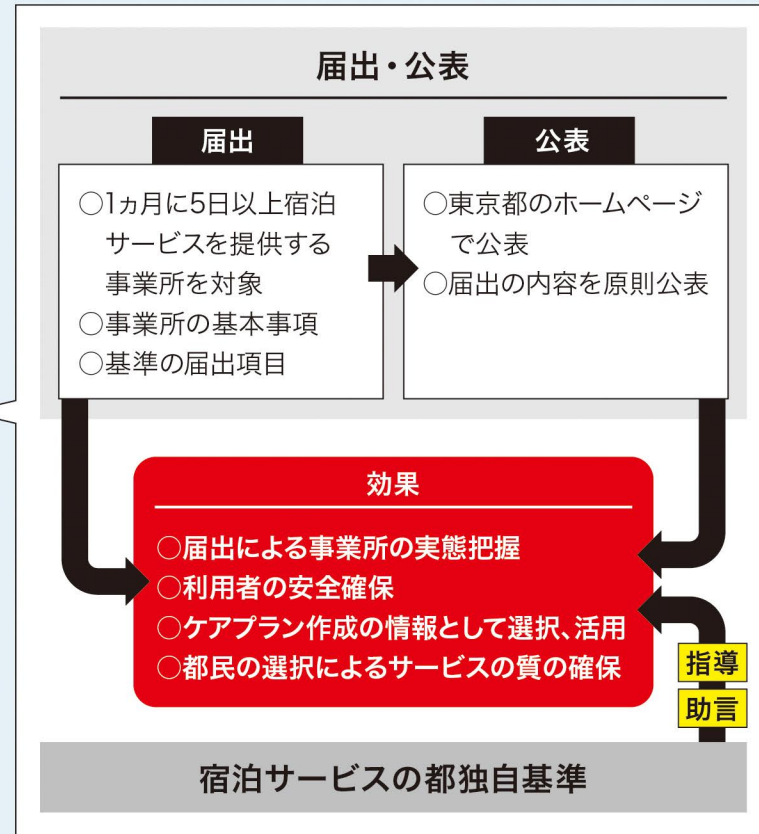 届出・公表
届出
○1ヵ月に5日以上宿泊
サービスを提供する
事業所を対象
○事業所の基本事項
○基準の届出項目
公表
○東京都のホームページ
で公表
○届出の内容を原則公表
効果
○届出による事業所の実態把握
○利用者の安全確保
○ケアプラン作成の情報として選択、活用
○都民の選択によるサービスの質の確保
指導
助言
宿泊サービスの都独自基準